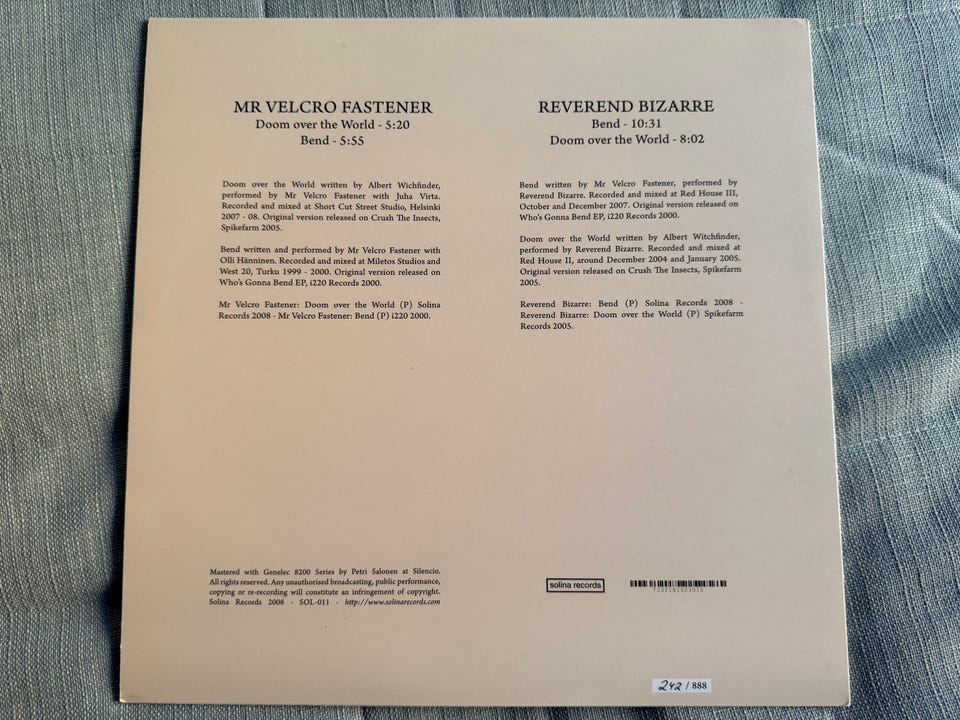 MR VELCRO FASTENER
Doom over the World - 5:20
Bend - 5:55
Doom over the World written by Albert Wichfinder,
performed by Mr Velcro Fastener with Juha Virta.
Recorded and mixed at Short Cut Street Studio, Helsinki
2007 - 08. Original version released on Crush The Insects,
Spikefarm 2005.
Bend written and performed by Mr Velcro Fastener with
Olli Hänninen. Recorded and mixed at Miletos Studios and
West 20, Turku 1999 - 2000. Original version released on
Who's Gonna Bend EP, i220 Records 2000.
Mr Velcro Fastener: Doom over the World (P) Solina
Records 2008 - Mr Velcro Fastener: Bend (P) i220 2000.
REVEREND BIZARRE
Bend - 10:31
Doom over the World - 8:02
Bend written by Mr Velcro Fastener, performed by
Reverend Bizarre. Recorded and mixed at Red House III,
October and December 2007. Original version released on
Who's Gonna Bend EP, i220 Records 2000.
Doom over the World written by Albert Witchfinder,
performed by Reverend Bizarre. Recorded and mixed at
Red House II, around December 2004 and January 2005.
Original version released on Crush The Insects, Spikefarm
2005.
Reverend Bizarre: Bend (P) Solina Records 2008 -
Reverend Bizarre: Doom over the World (P) Spikefarm
Records 2005.
Mastered with Genelec 8200 Series by Petri Salonen at Silencio.
All rights reserved. Any unauthorised broadcasting, public performance,
copying or re-recording will constitute an infringement of copyright.
Solina Records 2008 - SOL-011 - http://www.solinarecords.com
solina records
242 / 888